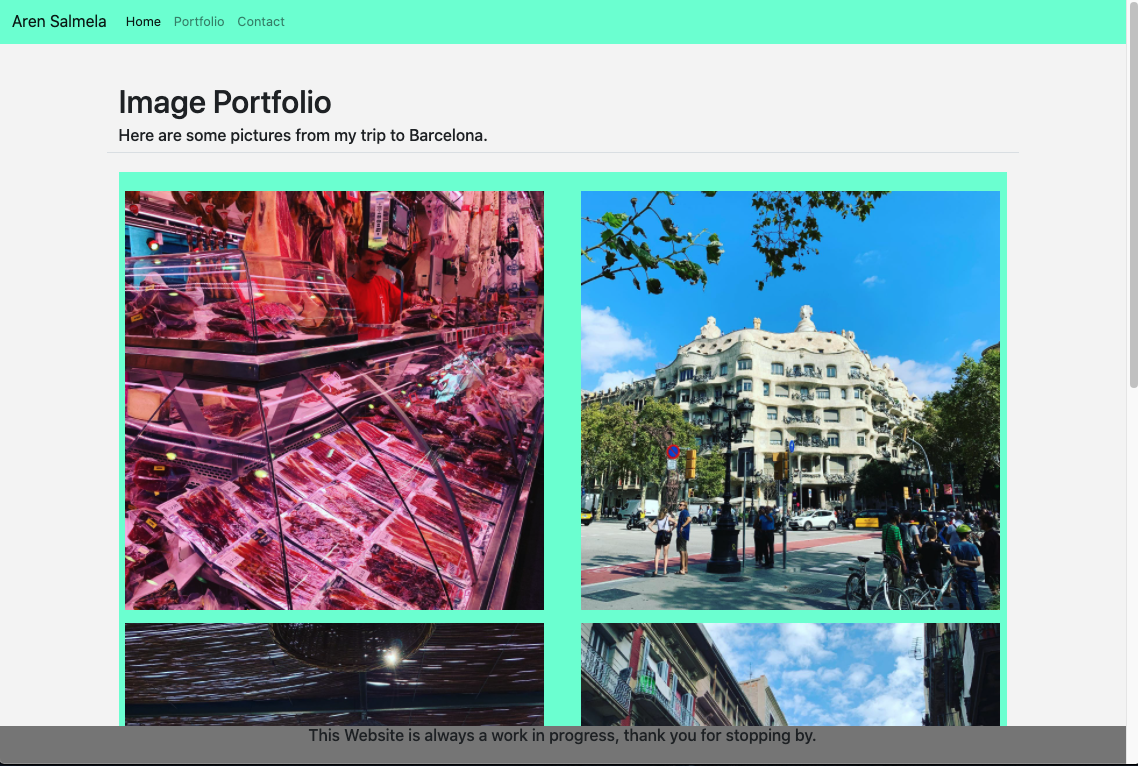 Aren Salmela Home Portfolio Contact
Image Portfolio
Here are some pictures from my trip to Barcelona.
This Website is always a work in progress, thank you for stopping by.